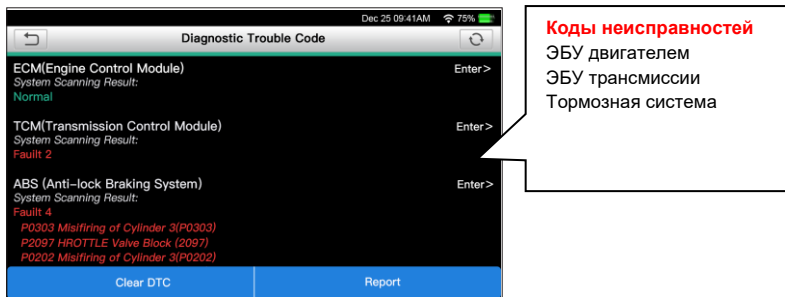 Dec 25 09:41AM 75%
Diagnostic Trouble Code
ECM(Engine Control Module) Enter>
System Scanning Result:
Normal
TCM(Transmission Control Module) Enter>
System Scanning Result:
Fauilt 2
ABS (Anti-lock Braking System) Enter>
System Scanning Result:
Fauilt 4
P0303 Misifiring of Cylinder 3(P0303)
P2097 HROTTLE Valve Block (2097)
P0202 Misifiring of Cylinder 3(P0202)
Clear DTC Report
Коды неисправностей
ЭБУ двигателем
ЭБУ трансмиссии
Тормозная система